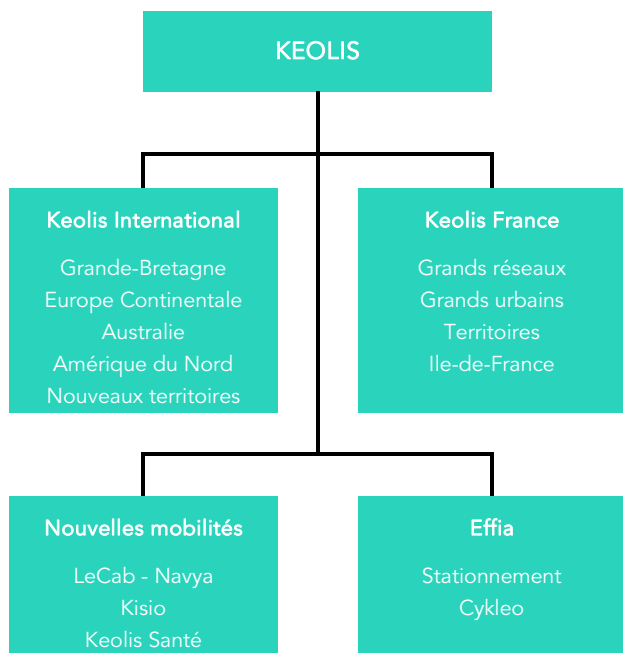 KEOLIS
Keolis International
Grande-Bretagne
Europe Continentale
Australie
Amérique du Nord
Nouveaux territoires
Keolis France
Grands réseaux
Grands urbains
Territoires
Ile-de-France
Nouvelles mobilités
LeCab - Navya
Kisio
Keolis Santé
Effia
Stationnement
Cykleo